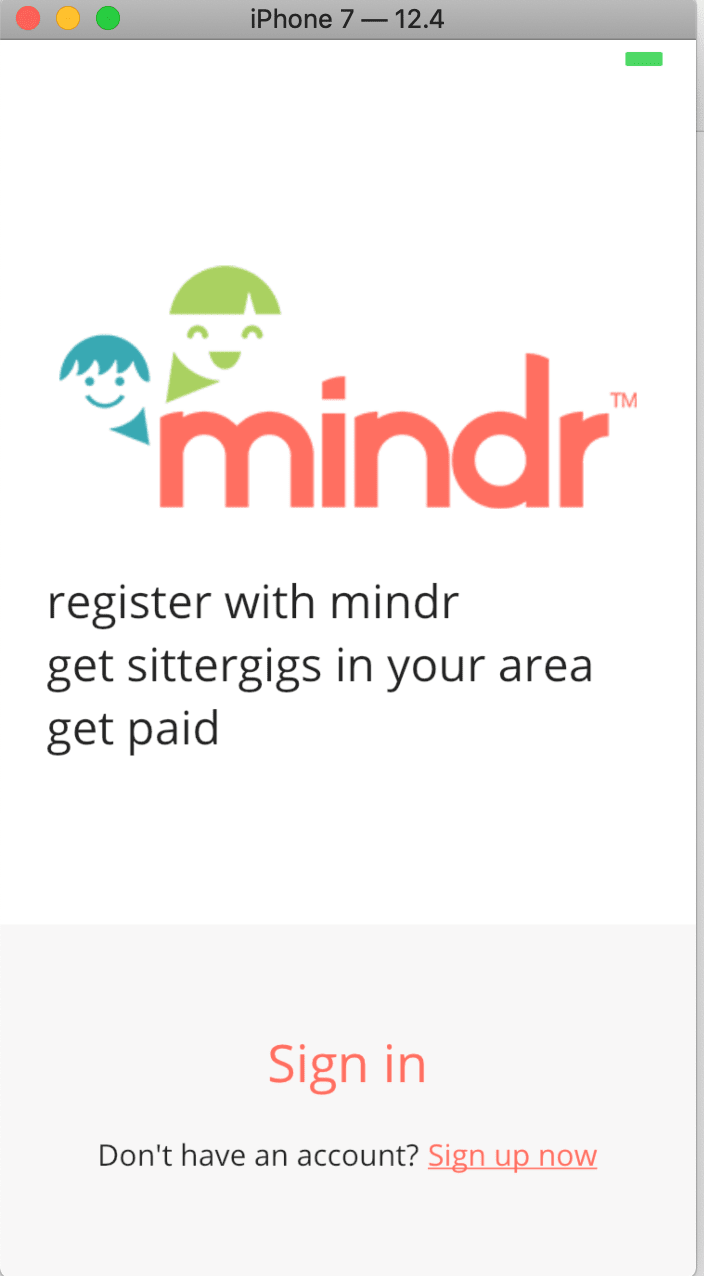 iPhone 7 — 12.4
mindr™
register with mindr
get sittergigs in your area
get paid
Sign in
Don't have an account? Sign up now